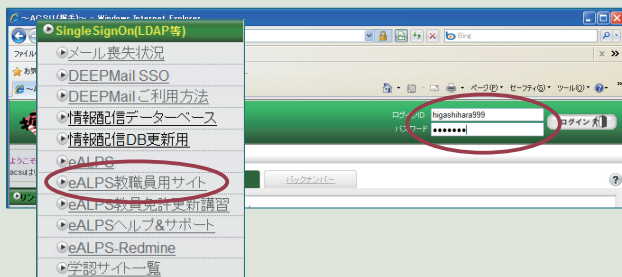 ～ACSU(握手)～ - Windows Internet Explorer
SingleSignOn(LDAP等)
Bing
メール喪失状況
DEEPMail SSO
DEEPMailご利用方法
ページ(P)▼ セーフティ(S)▼ ツール(O)▼
情報配信データーベース
ログインID higashihara999
パスワード ●●●●●●●
ログイン
情報配信DB更新用
eALPS
eALPS教職員用サイト
バックナンバー
eALPS教員免許更新講習
eALPSヘルプ&サポート
eALPS-Redmine
学認サイト一覧